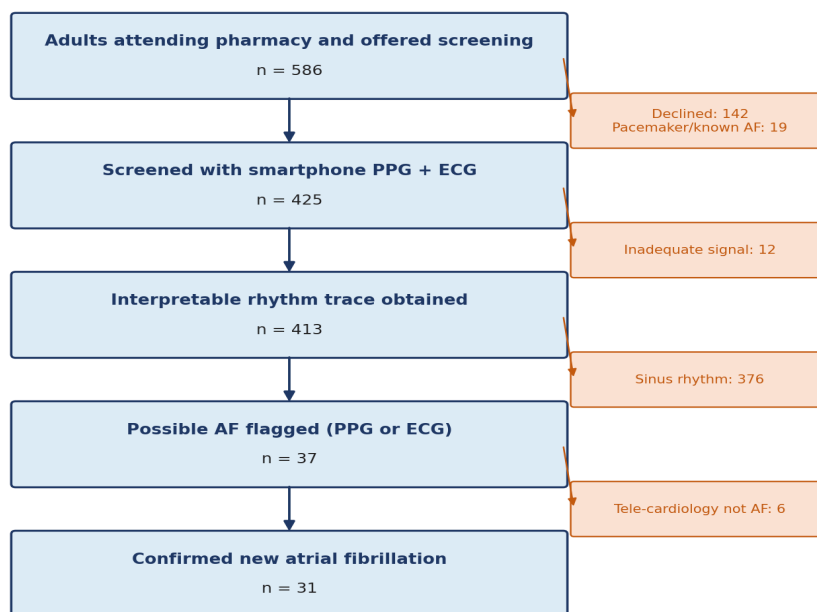 Adults attending pharmacy and offered screening
n = 586
Declined: 142
Pacemaker/known AF: 19
Screened with smartphone PPG + ECG
n = 425
Inadequate signal: 12
Interpretable rhythm trace obtained
n = 413
Sinus rhythm: 376
Possible AF flagged (PPG or ECG)
n = 37
Tele-cardiology not AF: 6
Confirmed new atrial fibrillation
n = 31